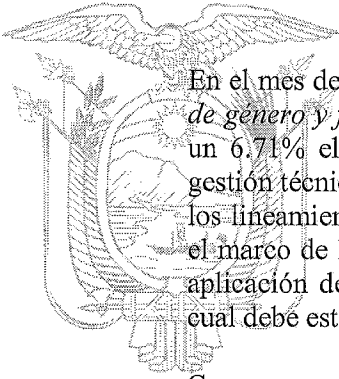 En el mes de
de género y f
un 6.71% el
gestión técni
los lineamien
el marco de l
aplicación de
cual debe est